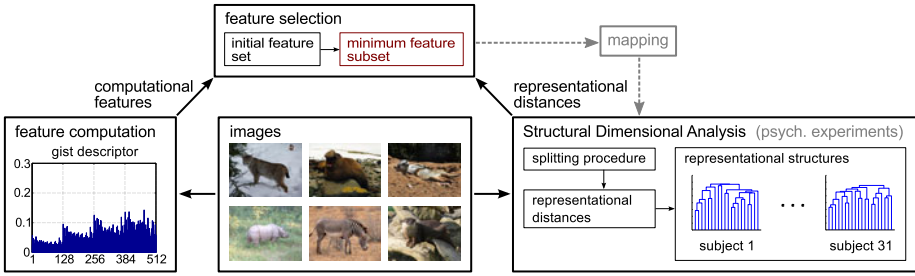 feature selection
initial feature
set
minimum feature
subset
mapping
computational
features
representational
distances
feature computation
gist descriptor
0.3
0.2
0.1
0
1 128 256 384 512
images
Structural Dimensional Analysis (psych. experiments)
splitting procedure
representational
distances
representational structures
. . .
subject 1
subject 31